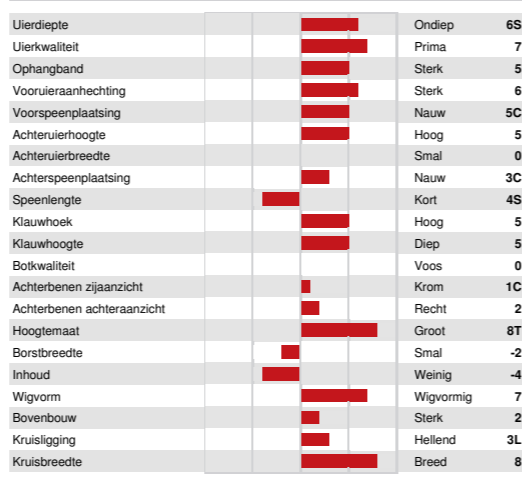 Uierdiepte Ondiep 6S
Uierkwaliteit Prima 7
Ophangband Sterk 5
Vooruieraanhechting Sterk 6
Voorspeenplaatsing Nauw 5C
Achteruierhoogte Hoog 5
Achteruierbreedte Smal 0
Achterspeenplaatsing Nauw 3C
Speenlengte Kort 4S
Klauwhoek Hoog 5
Klauwhoogte Diep 5
Botkwaliteit Voos 0
Achterbenen zijaanzicht Krom 1C
Achterbenen achteraanzicht Recht 2
Hoogtemaat Groot 8T
Borstbreedte Smal -2
Inhoud Weinig -4
Wigvorm Wigvormig 7
Bovenbouw Sterk 2
Kruisligging Hellend 3L
Kruisbreedte Breed 8